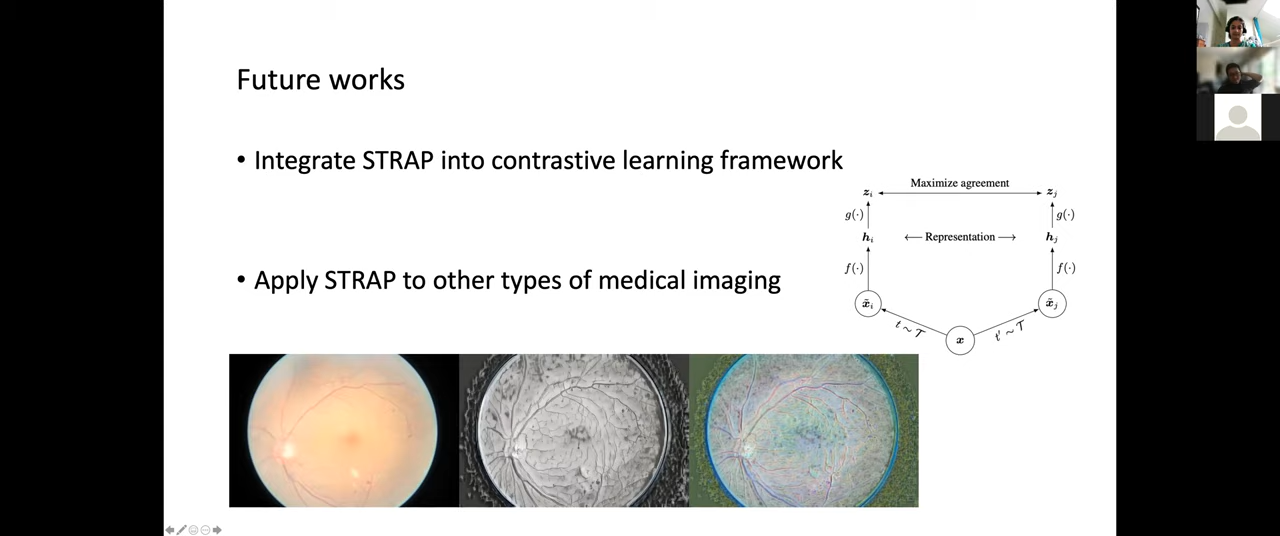 Future works
• Integrate STRAP into contrastive learning framework
Maximize agreement
z_i z_j
g(·) g(·)
h_i ← Representation → h_j
f(·) f(·)
x̃_i x̃_j
t ~ 𝒯 t′ ~ 𝒯
x
• Apply STRAP to other types of medical imaging